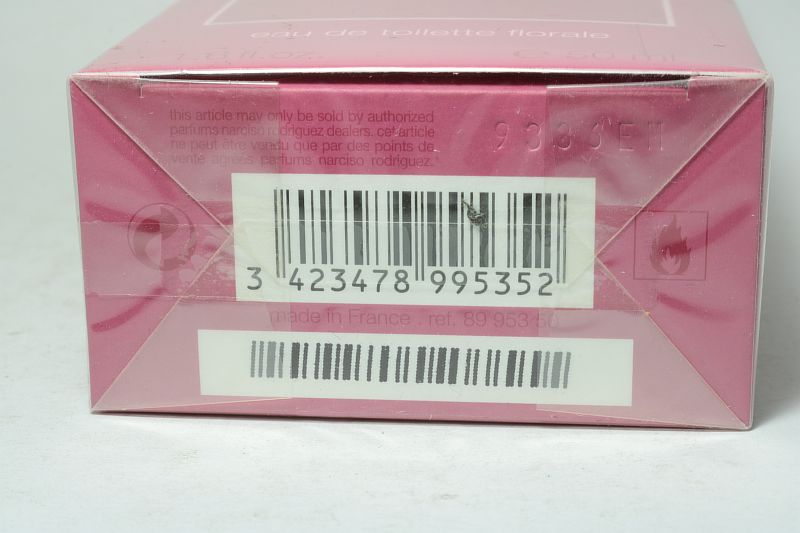 eau de toilette florale
1.6 fl.oz. e 50 ml
this article may only be sold by authorized
parfums narciso rodriguez dealers. cet article
ne peut être vendu que par des points de
vente agréés parfums narciso rodriguez.
3 423478 995352
made in France . ref. 89 953 50